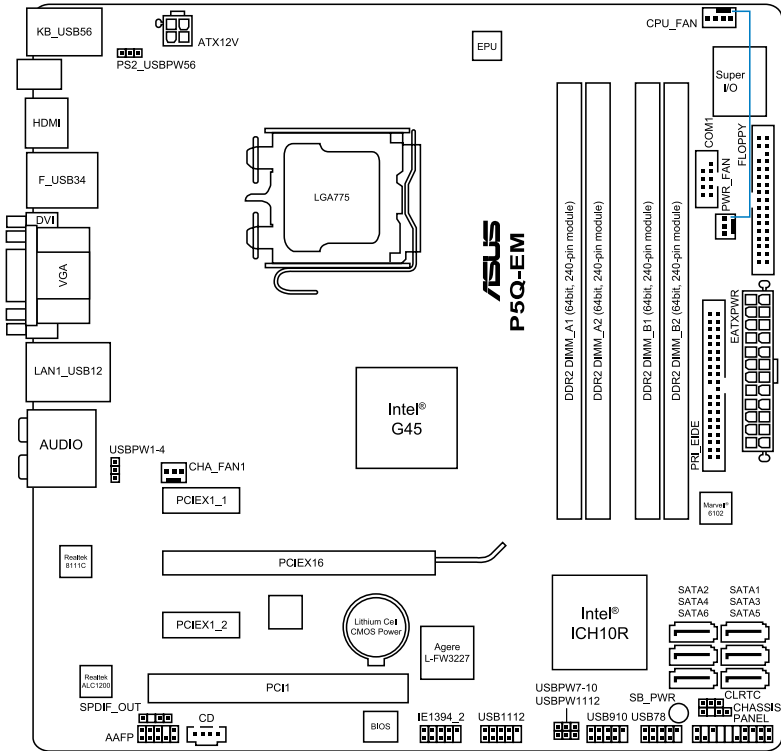 KB_USB56
ATX12V
PS2_USBPW56
EPU
CPU_FAN
Super
I/O
HDMI
F_USB34
DVI
VGA
LGA775
ASUS
P5Q-EM
DDR2 DIMM_A1 (64bit, 240-pin module)
DDR2 DIMM_A2 (64bit, 240-pin module)
DDR2 DIMM_B1 (64bit, 240-pin module)
DDR2 DIMM_B2 (64bit, 240-pin module)
COM1
PWR_FAN
FLOPPY
EATXPWR
PRI_EIDE
LAN1_USB12
Intel®
G45
AUDIO
USBPW1-4
CHA_FAN1
PCIEX1_1
Marvell®
6102
Realtek
8111C
PCIEX16
PCIEX1_2
Lithium Cell
CMOS Power
Agere
L-FW3227
Intel®
ICH10R
SATA2
SATA4
SATA6
SATA1
SATA3
SATA5
Realtek
ALC1200
PCI1
SPDIF_OUT
AAFP
CD
BIOS
IE1394_2
USB1112
USBPW7-10
USBPW1112
USB910
USB78
SB_PWR
CLRTC
CHASSIS
PANEL